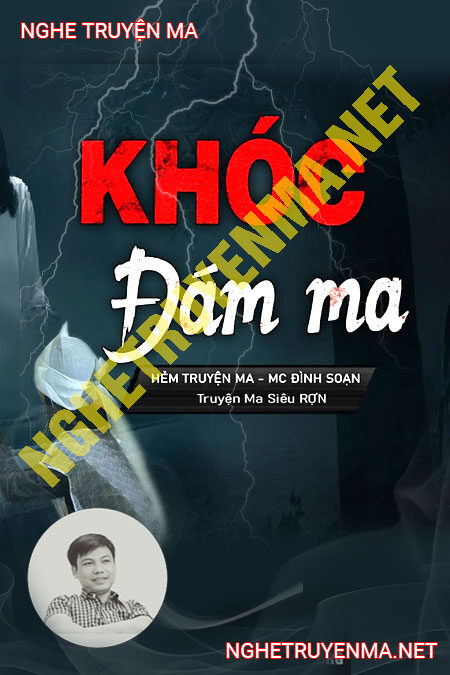 NGHE TRUYỆN MA
KHÓC
Đám ma
HẺM TRUYỆN MA - MC ĐÌNH SOẠN
Truyện Ma Siêu RỢN
NGHETRUYENMA.NET
NGHETRUYENMA.NET